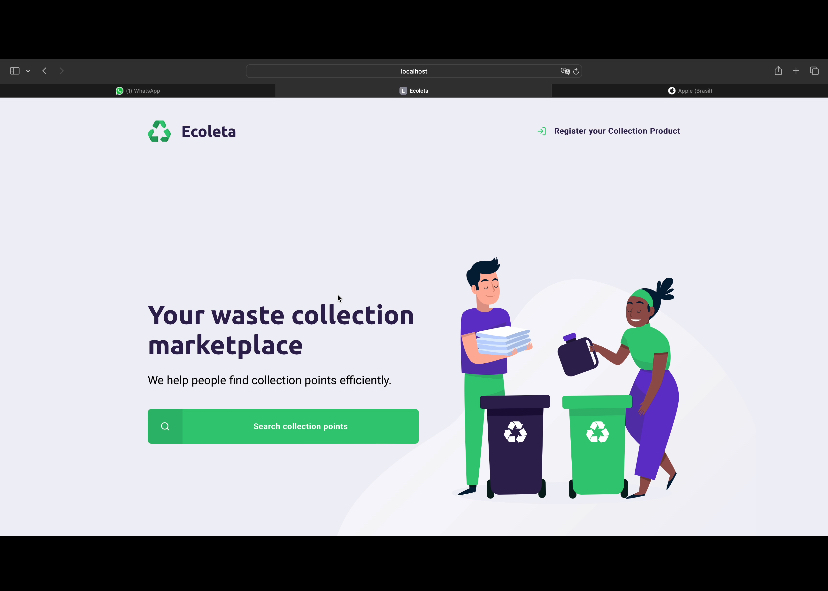 localhost
(1) WhatsApp
E Ecoleta
Apple (Brasil)
Ecoleta
Register your Collection Product
Your waste collection
marketplace
We help people find collection points efficiently.
Search collection points